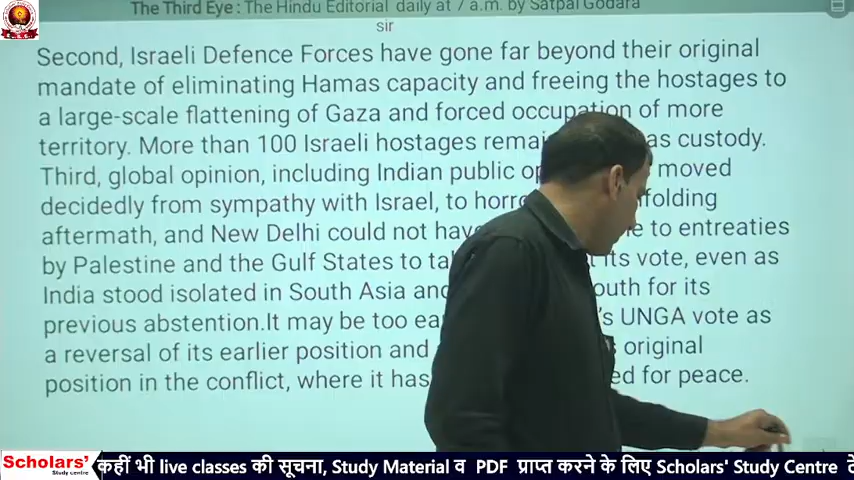 The Third Eye : The Hindu Editorial daily at 7 a.m. by Satpal Godara
sir
Second, Israeli Defence Forces have gone far beyond their original
mandate of eliminating Hamas capacity and freeing the hostages to
a large-scale flattening of Gaza and forced occupation of more
territory. More than 100 Israeli hostages remai as custody.
Third, global opinion, including Indian public op moved
decidedly from sympathy with Israel, to horro folding
aftermath, and New Delhi could not hav e to entreaties
by Palestine and the Gulf States to ta t its vote, even as
India stood isolated in South Asia and outh for its
previous abstention.It may be too ea 's UNGA vote as
a reversal of its earlier position and original
position in the conflict, where it has ed for peace.
Scholars'
Study centre
कहीं भी live classes की सूचना, Study Material व PDF प्राप्त करने के लिए Scholars' Study Centre